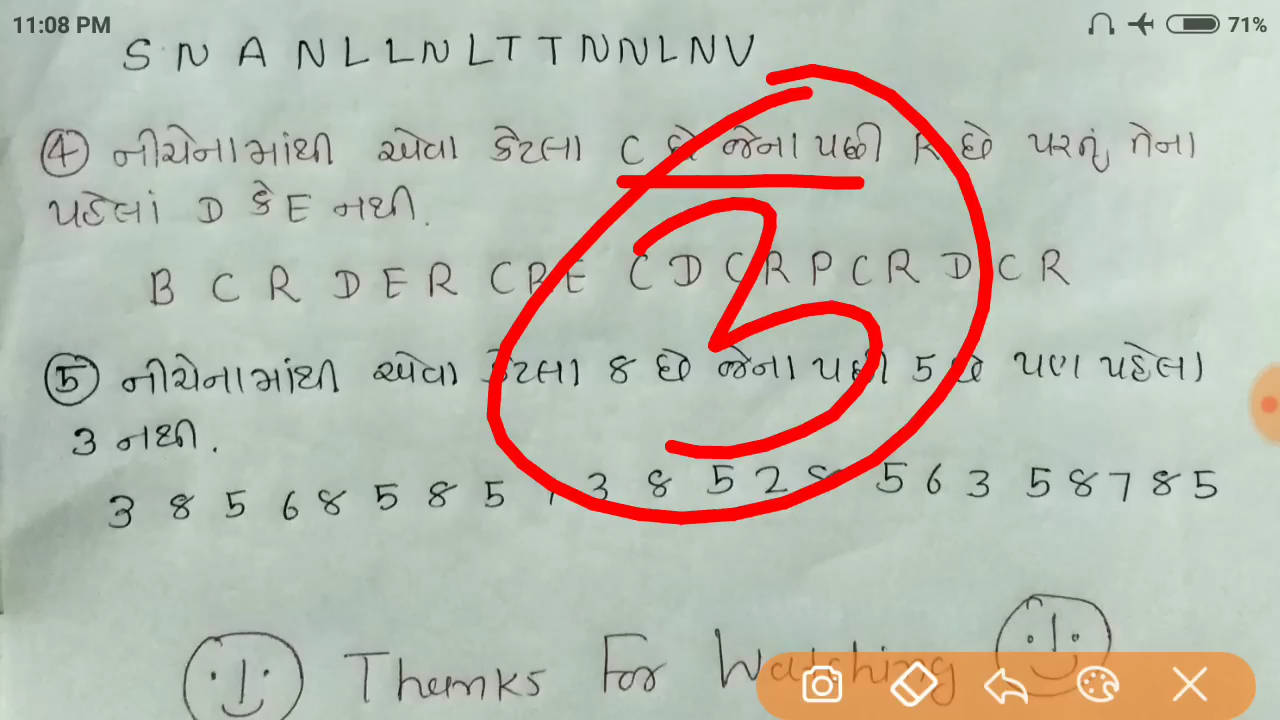 11:08 PM 71%
S N A N L L N L T T N N L N V
④ નીચેનામાંથી એવા કેટલા C છે જેના પછી R છે પરનું તેના
પહેલાં D કે E નથી.
B C R D E R C R E C D C R P C R D C R
3
⑤ નીચેનામાંથી એવા કેટલા 8 છે જેના પછી 5 છે પણ પહેલા
3 નથી.
3 8 5 6 8 5 8 5 3 8 5 2 8 5 6 3 5 8 7 8 5
Thanks For Watching